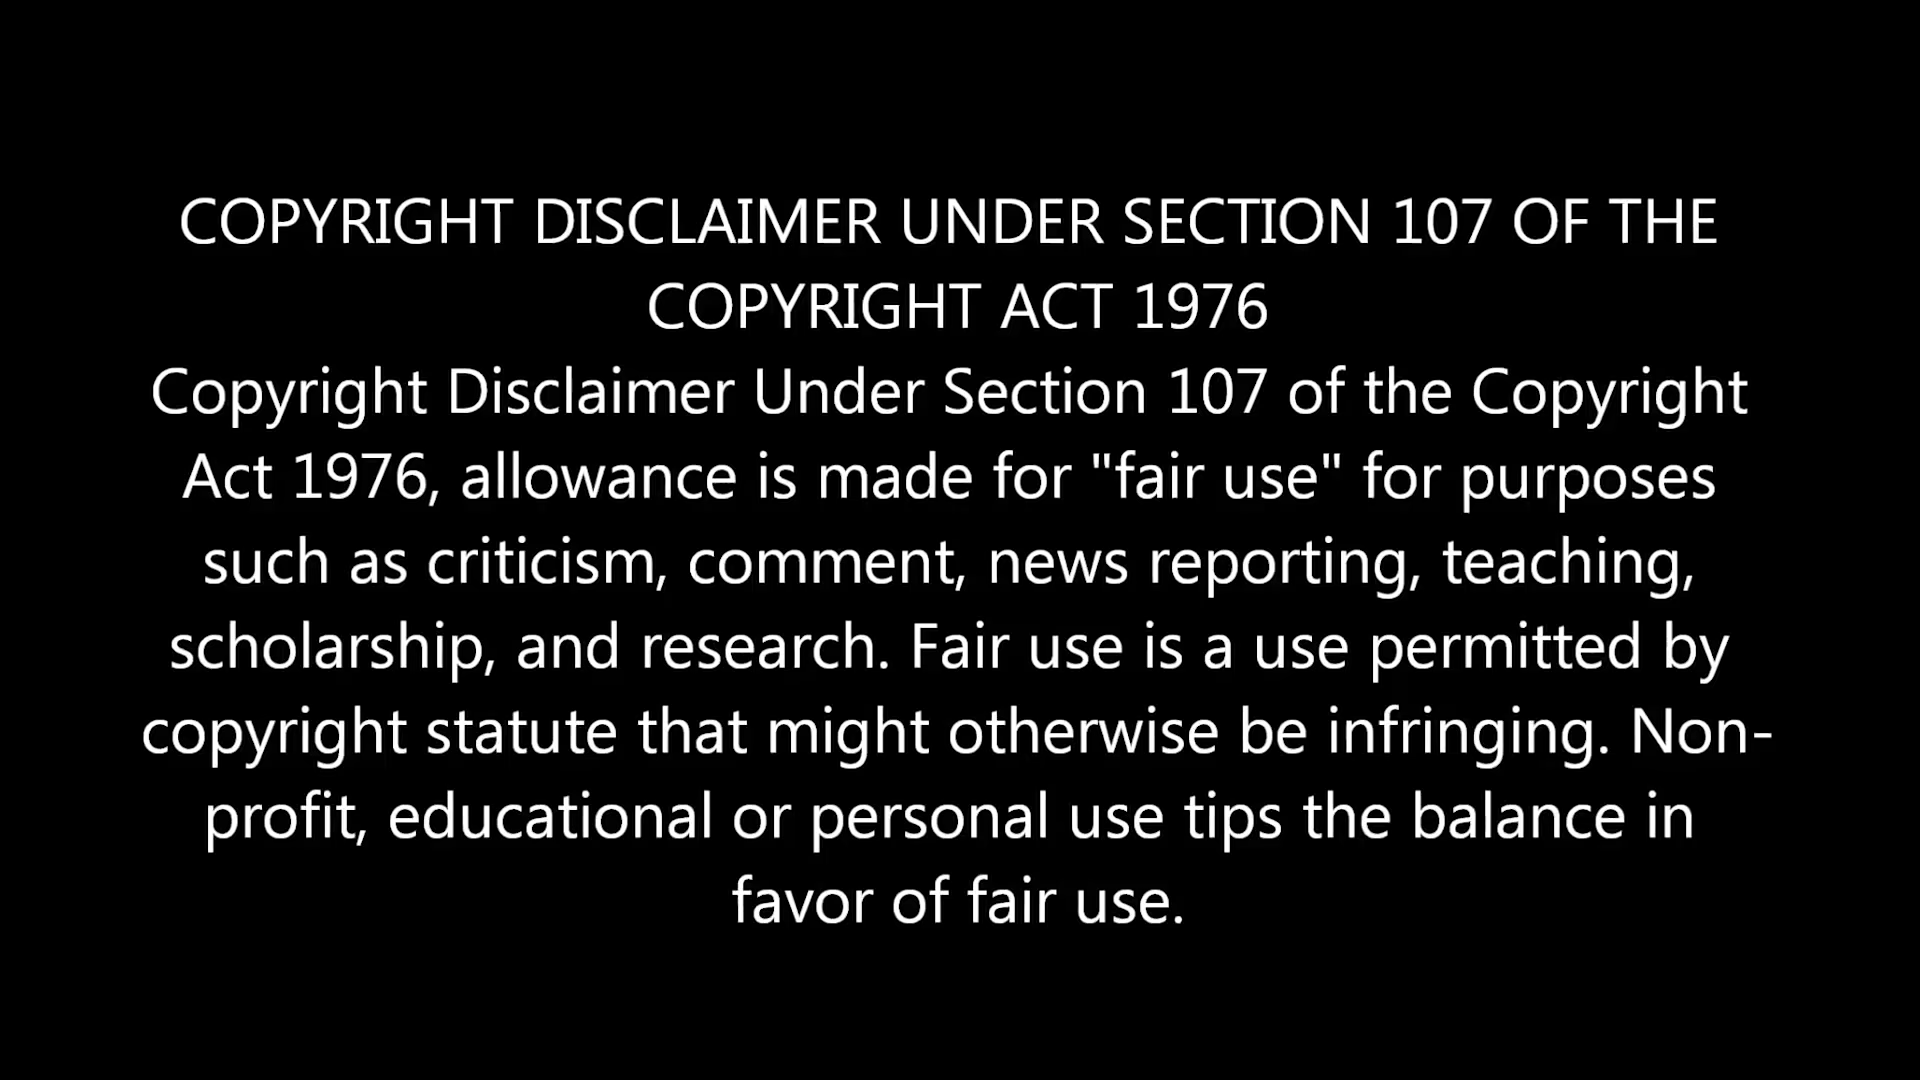 COPYRIGHT DISCLAIMER UNDER SECTION 107 OF THE
COPYRIGHT ACT 1976
Copyright Disclaimer Under Section 107 of the Copyright
Act 1976, allowance is made for "fair use" for purposes
such as criticism, comment, news reporting, teaching,
scholarship, and research. Fair use is a use permitted by
copyright statute that might otherwise be infringing. Non-
profit, educational or personal use tips the balance in
favor of fair use.